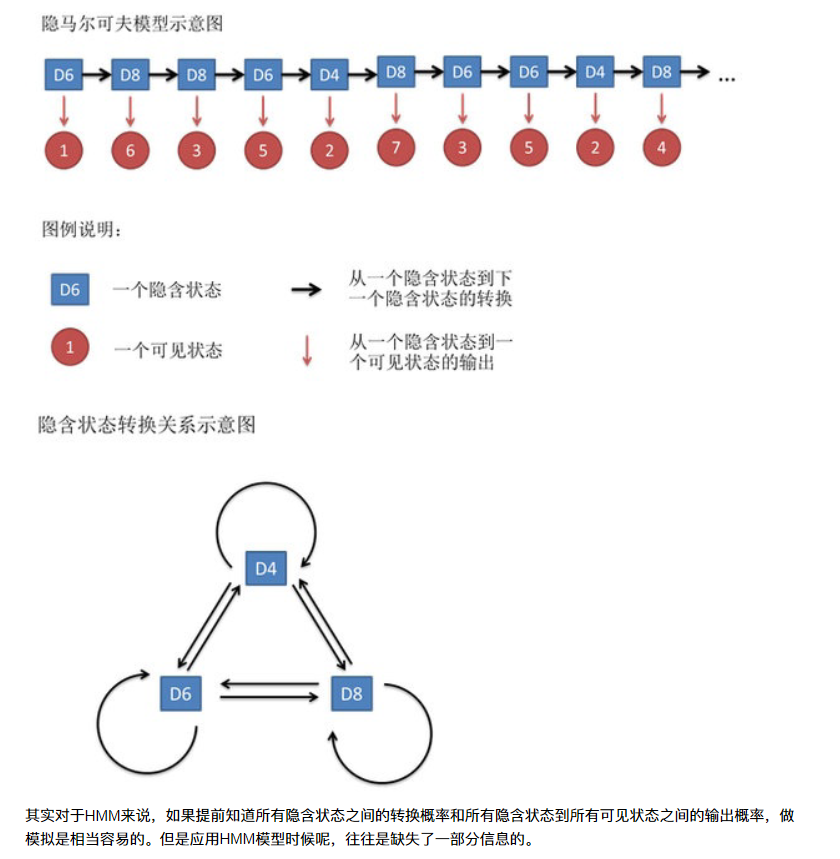 隐马尔可夫模型示意图
D6 D8 D8 D6 D4 D8 D6 D6 D4 D8 ...
1 6 3 5 2 7 3 5 2 4
图例说明：
D6 一个隐含状态 从一个隐含状态到下
一个隐含状态的转换
1 一个可见状态 从一个隐含状态到一
个可见状态的输出
隐含状态转换关系示意图
D4
D6 D8
其实对于HMM来说，如果提前知道所有隐含状态之间的转换概率和所有隐含状态到所有可见状态之间的输出概率，做
模拟是相当容易的。但是应用HMM模型时候呢，往往是缺失了一部分信息的。